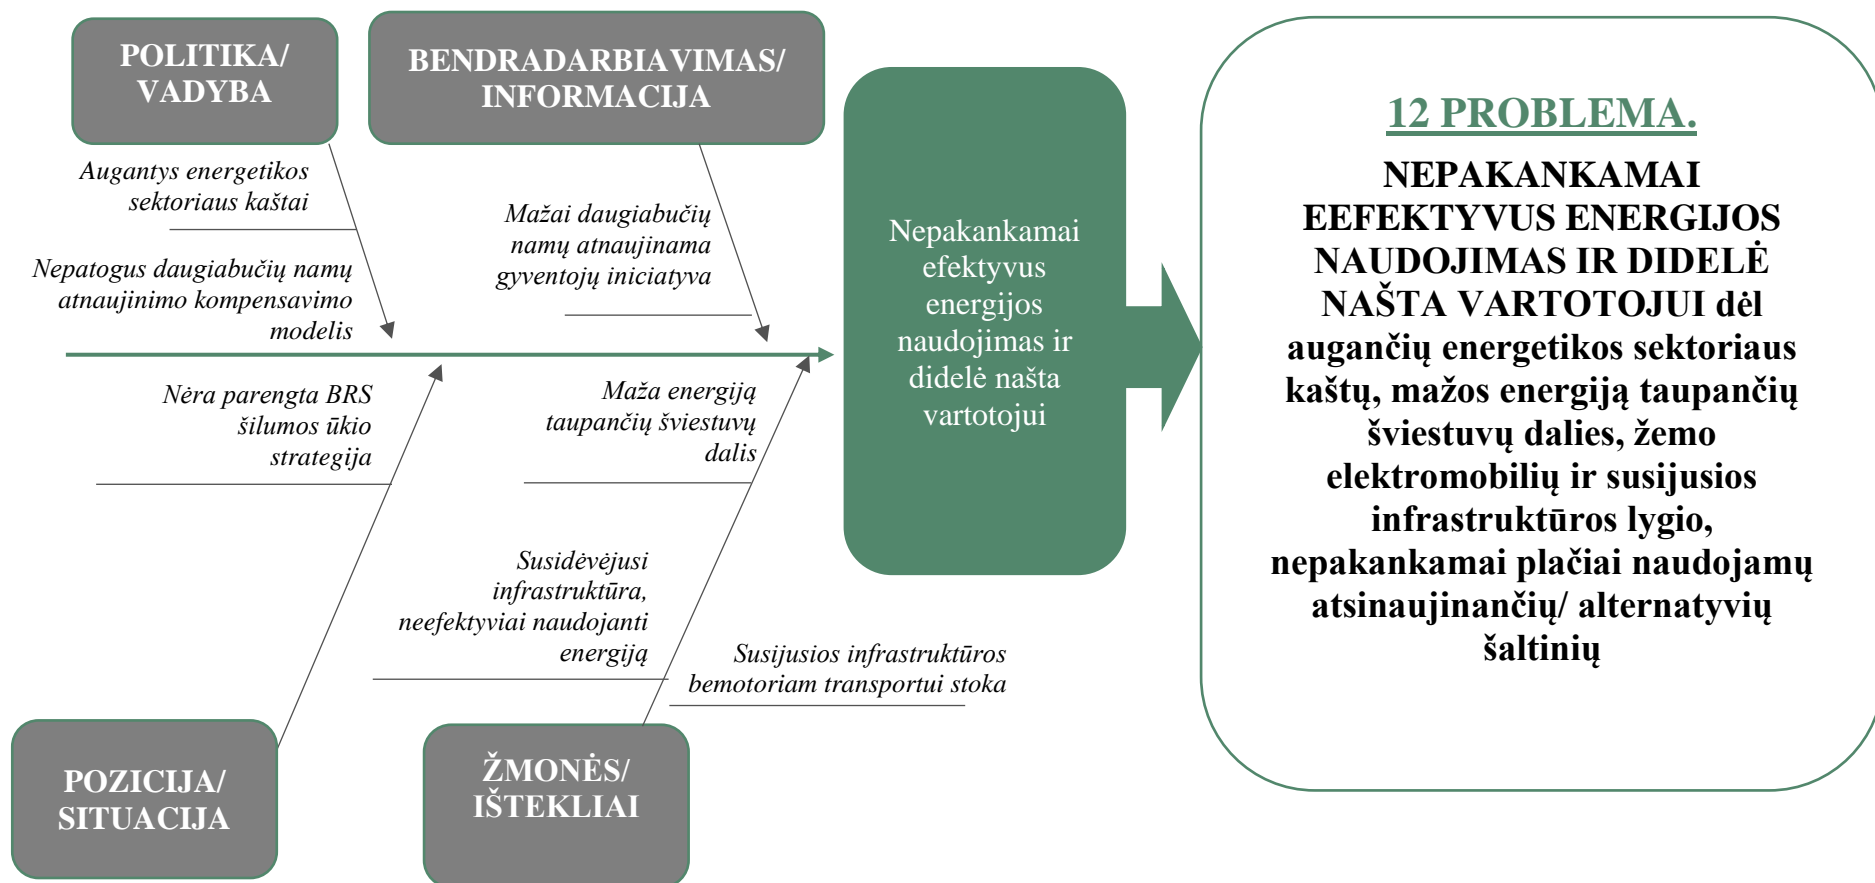 POLITIKA/
VADYBA
BENDRADARBIAVIMAS/
INFORMACIJA
Augantys energetikos
sektoriaus kaštai
Nepatogus daugiabučių namų
atnaujinimo kompensavimo
modelis
Mažai daugiabučių
namų atnaujinama
gyventojų iniciatyva
Nėra parengta BRS
šilumos ūkio
strategija
Maža energiją
taupančių šviestuvų
dalis
Susidėvėjusi
infrastruktūra,
neefektyviai naudojanti
energiją
Susijusios infrastruktūros
bemotoriam transportui stoka
POZICIJA/
SITUACIJA
ŽMONĖS/
IŠTEKLIAI
Nepakankamai
efektyvus
energijos
naudojimas ir
didelė našta
vartotojui
12 PROBLEMA.
NEPAKANKAMAI
EEFEKTYVUS ENERGIJOS
NAUDOJIMAS IR DIDELĖ
NAŠTA VARTOTOJUI dėl
augančių energetikos sektoriaus
kaštų, mažos energiją taupančių
šviestuvų dalies, žemo
elektromobilių ir susijusios
infrastruktūros lygio,
nepakankamai plačiai naudojamų
atsinaujinančių/ alternatyvių
šaltinių